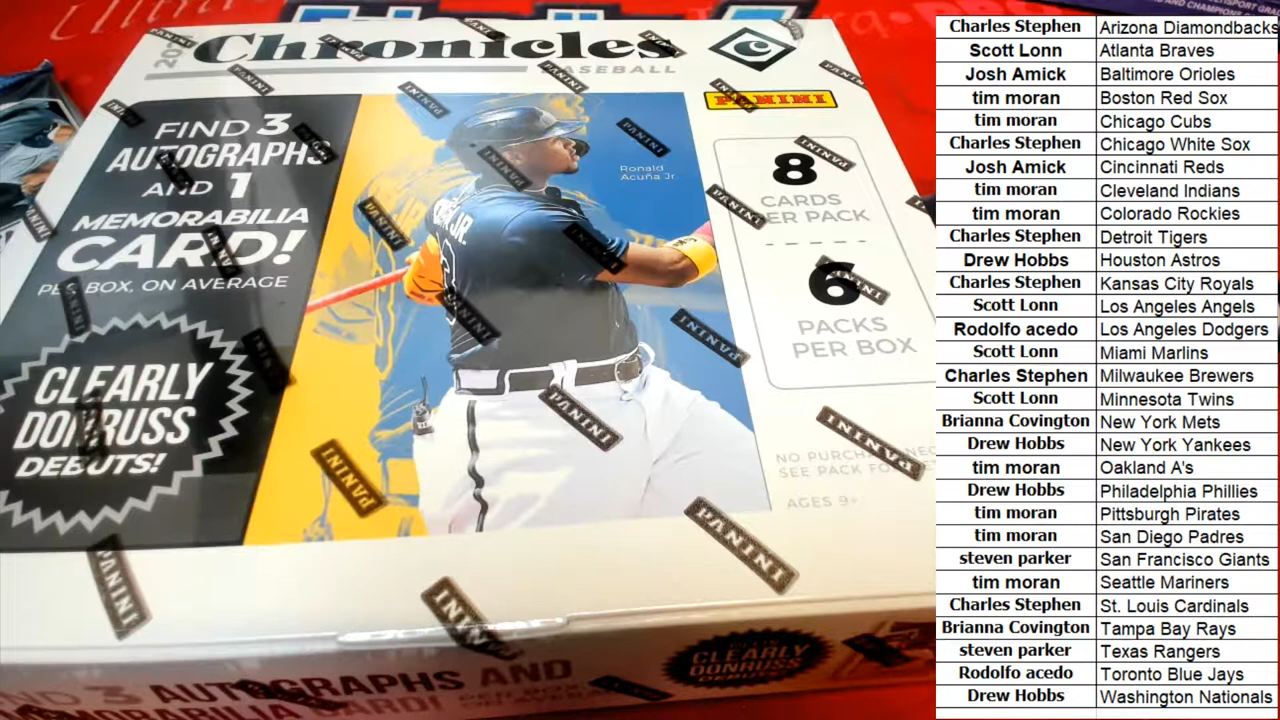 Chronicles
BASEBALL
PANINI
FIND 3
AUTOGRAPHS
AND 1
MEMORABILIA
CARD!
PER BOX, ON AVERAGE
CLEARLY
DONRUSS
DEBUTS!
Ronald
Acuña Jr
8
CARDS
PER PACK
6
PACKS
PER BOX
AGES 9+
CLEARLY
DONRUSS
3 AUTOGRAPHS AND
MEMORABILIA CARD!
Charles Stephen Arizona Diamondbacks
Scott Lonn Atlanta Braves
Josh Amick Baltimore Orioles
tim moran Boston Red Sox
tim moran Chicago Cubs
Charles Stephen Chicago White Sox
Josh Amick Cincinnati Reds
tim moran Cleveland Indians
tim moran Colorado Rockies
Charles Stephen Detroit Tigers
Drew Hobbs Houston Astros
Charles Stephen Kansas City Royals
Scott Lonn Los Angeles Angels
Rodolfo acedo Los Angeles Dodgers
Scott Lonn Miami Marlins
Charles Stephen Milwaukee Brewers
Scott Lonn Minnesota Twins
Brianna Covington New York Mets
Drew Hobbs New York Yankees
tim moran Oakland A's
Drew Hobbs Philadelphia Phillies
tim moran Pittsburgh Pirates
tim moran San Diego Padres
steven parker San Francisco Giants
tim moran Seattle Mariners
Charles Stephen St. Louis Cardinals
Brianna Covington Tampa Bay Rays
steven parker Texas Rangers
Rodolfo acedo Toronto Blue Jays
Drew Hobbs Washington Nationals